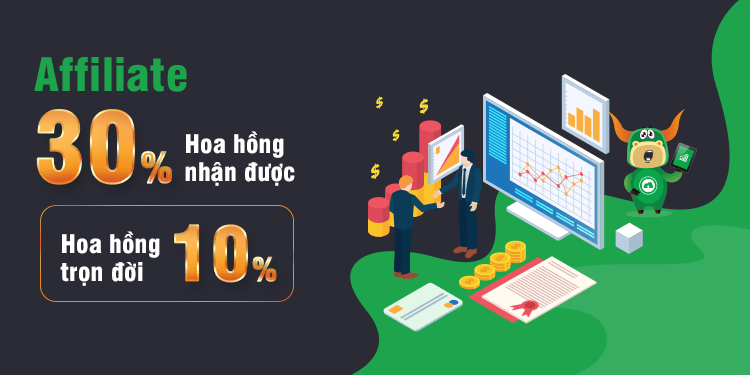 Affiliate
30%
Hoa hồng
nhận được
Hoa hồng
trọn đời
10%